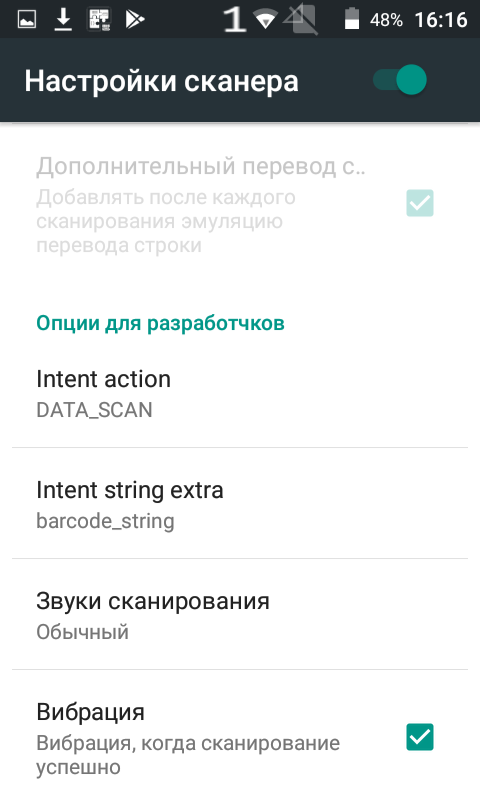 1 48% 16:16
Настройки сканера
Дополнительный перевод с..
Добавлять после каждого
сканирования эмуляцию
перевода строки
Опции для разработчков
Intent action
DATA_SCAN
Intent string extra
barcode_string
Звуки сканирования
Обычный
Вибрация
Вибрация, когда сканирование
успешно